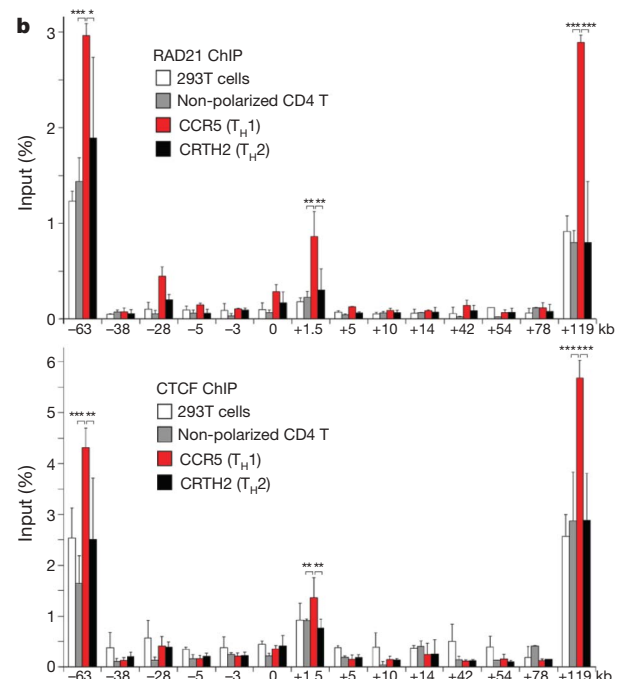 b
*** *
*** ***
3
RAD21 ChIP
293T cells
Non-polarized CD4 T
CCR5 (TH1)
CRTH2 (TH2)
2
Input (%)
1
** **
0
−63 −38 −28 −5 −3 0 +1.5 +5 +10 +14 +42 +54 +78 +119 kb
*** ***
6
CTCF ChIP
293T cells
Non-polarized CD4 T
CCR5 (TH1)
CRTH2 (TH2)
*** **
5
4
Input (%)
3
2
** **
1
0
−63 −38 −28 −5 −3 0 +1.5 +5 +10 +14 +42 +54 +78 +119 kb